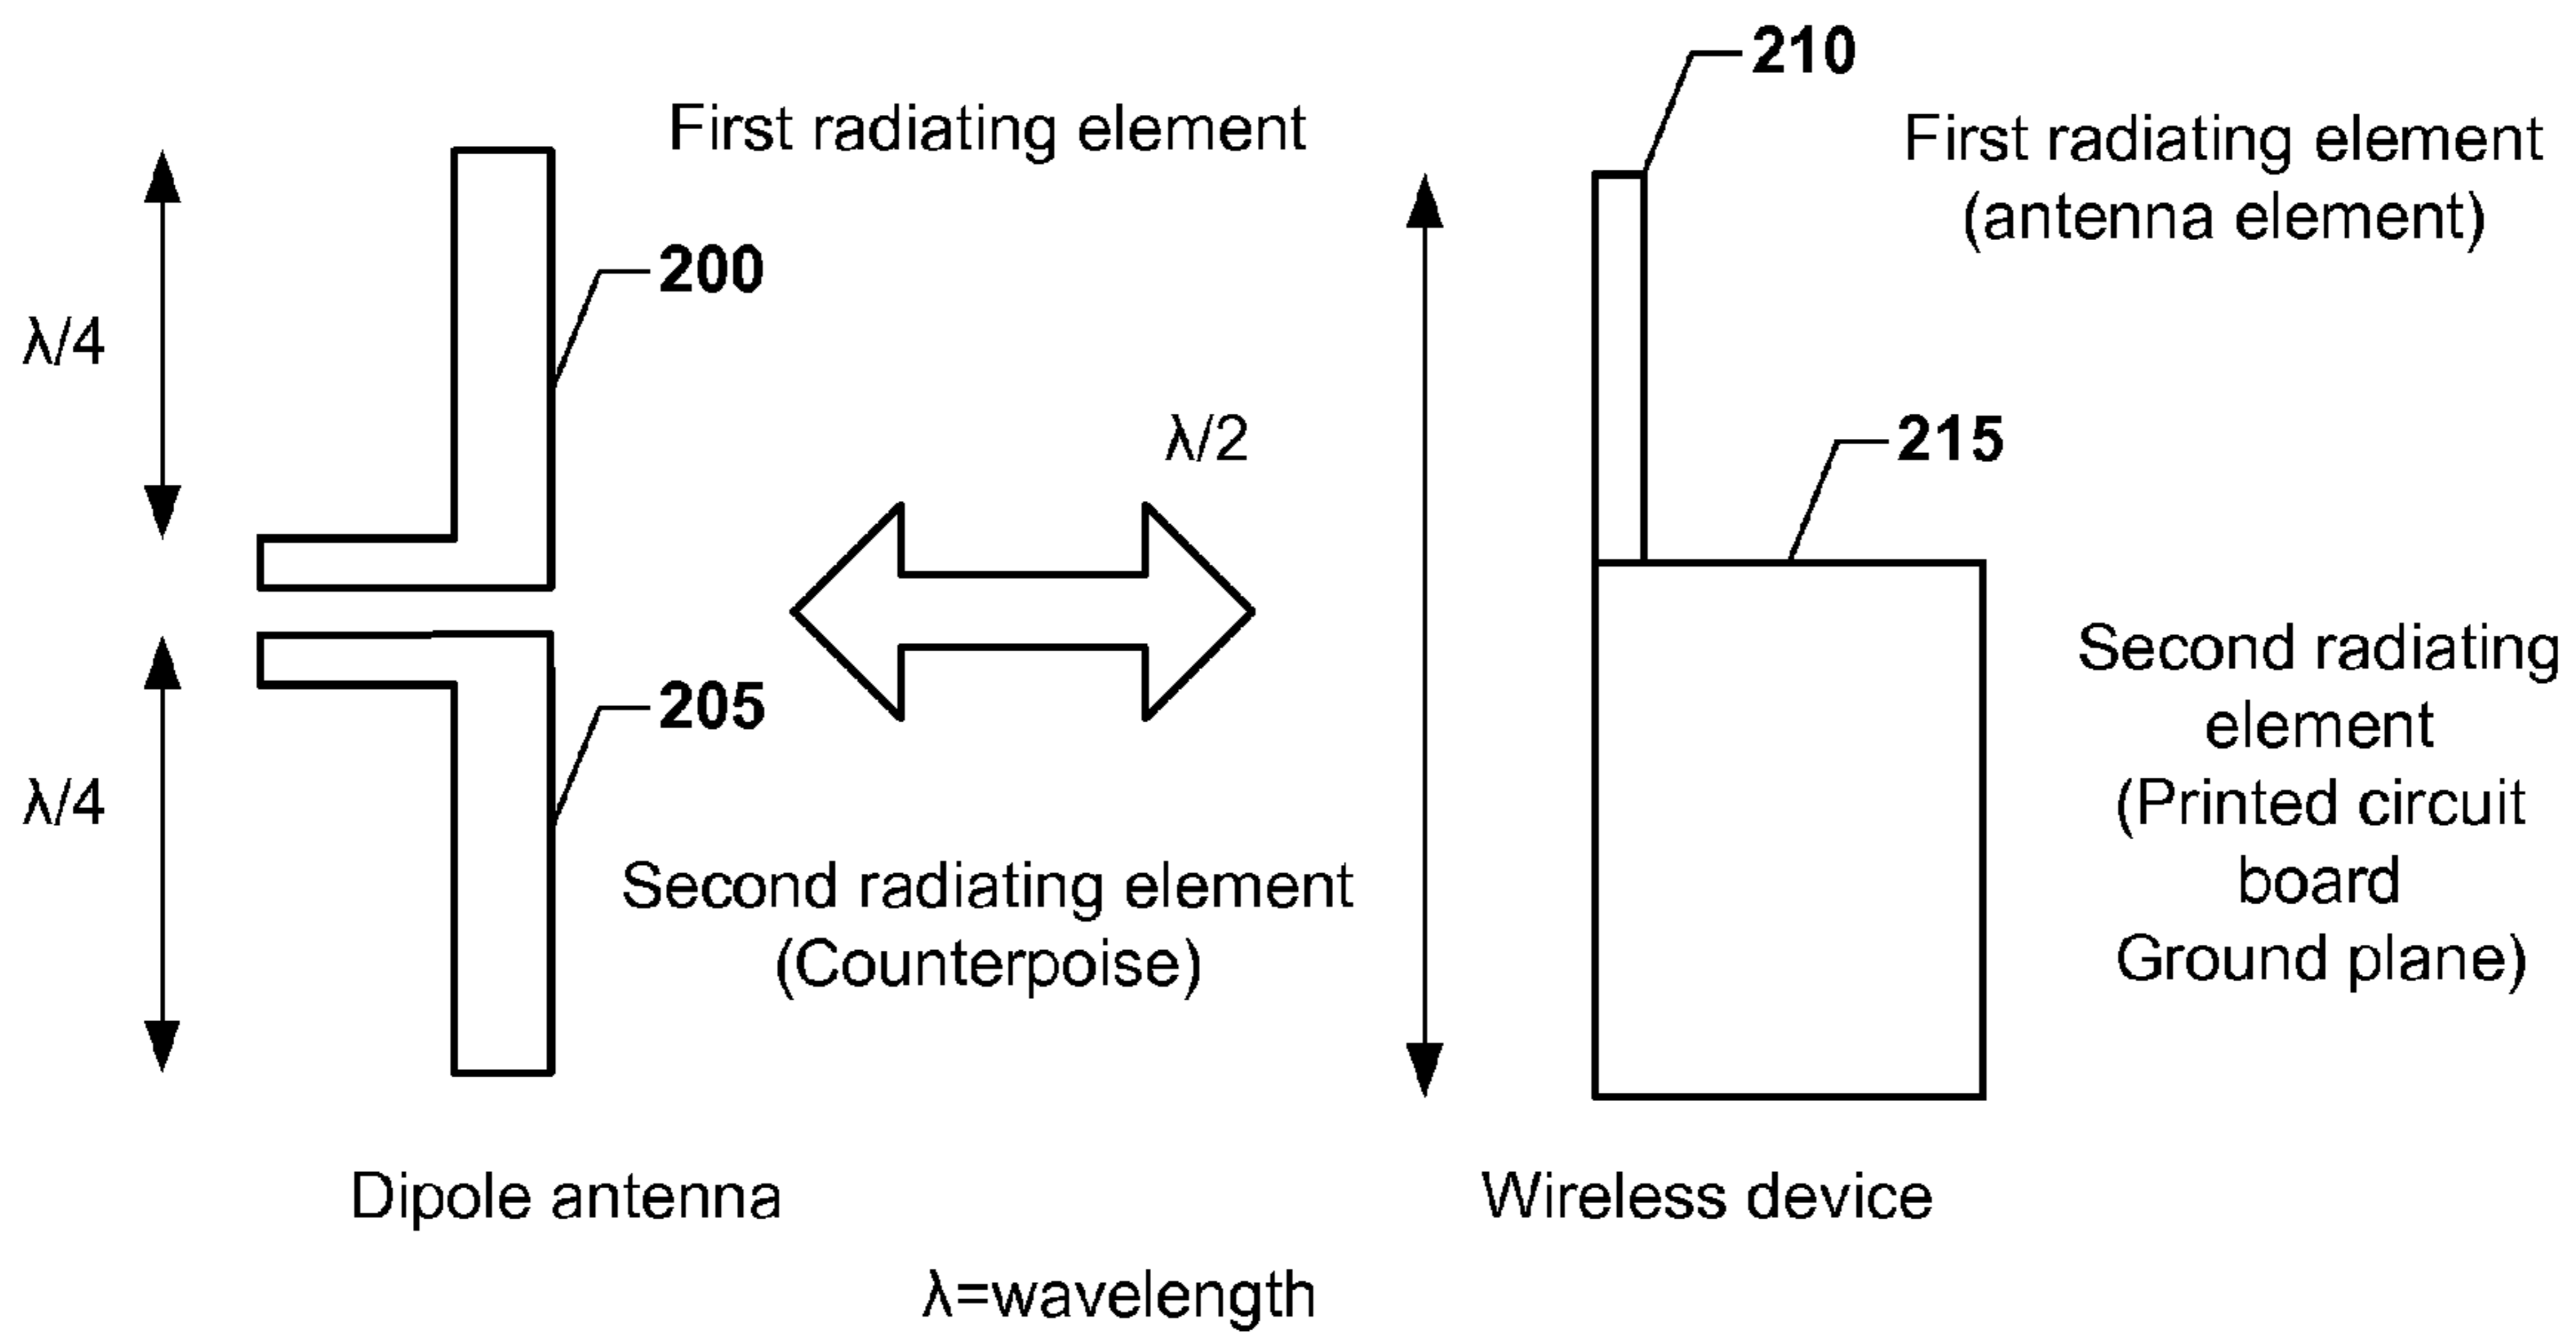 210
First radiating element
First radiating element
(antenna element)
200
λ/4
λ/2
215
Second radiating
element
(Printed circuit
board
Ground plane)
205
λ/4
Second radiating element
(Counterpoise)
Dipole antenna
Wireless device
λ=wavelength